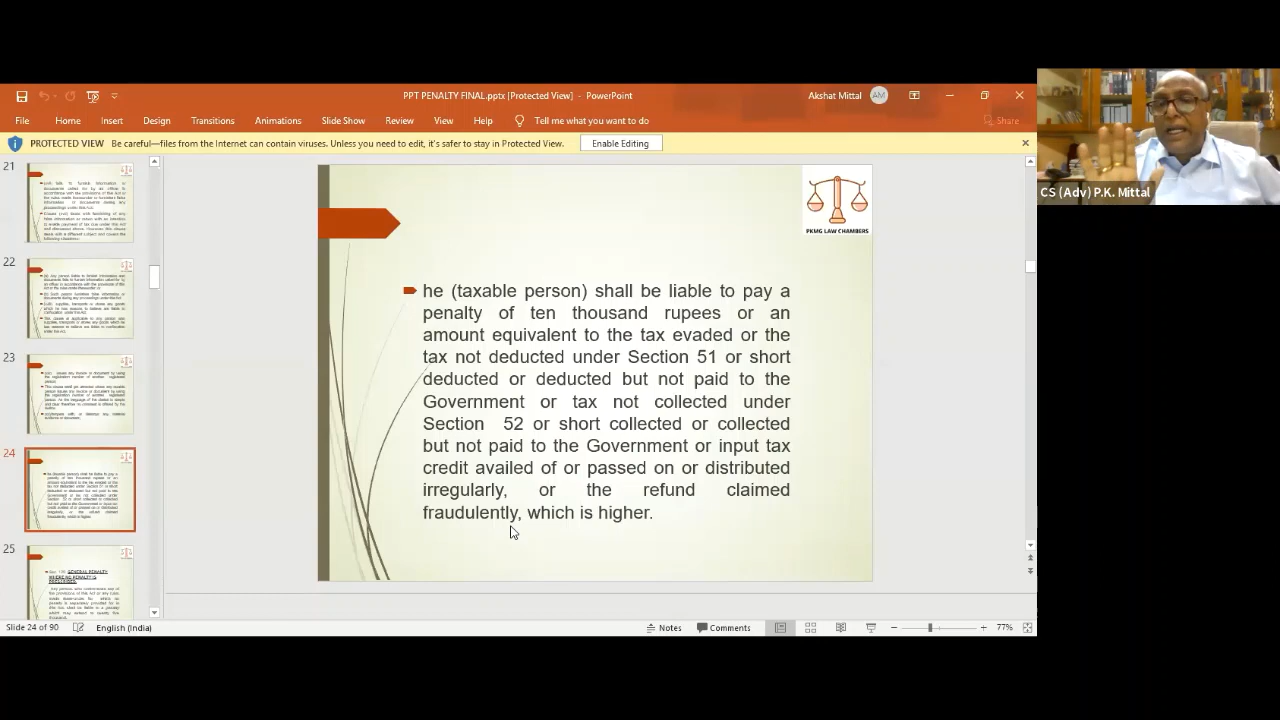 PPT PENALTY FINAL.pptx [Protected View] - PowerPoint
Akshat Mittal
AM
File Home Insert Design Transitions Animations Slide Show Review View Help Tell me what you want to do
Share
PROTECTED VIEW Be careful—files from the Internet can contain viruses. Unless you need to edit, it's safer to stay in Protected View.
Enable Editing
CS (Adv) P.K. Mittal
21
22
23
24
25
PKMG LAW CHAMBERS
he (taxable person) shall be liable to pay a
penalty of ten thousand rupees or an
amount equivalent to the tax evaded or the
tax not deducted under Section 51 or short
deducted or deducted but not paid to the
Government or tax not collected under
Section 52 or short collected or collected
but not paid to the Government or input tax
credit availed of or passed on or distributed
irregularly, or the refund claimed
fraudulently, which is higher.
Slide 24 of 90
English (India)
Notes
Comments
77%